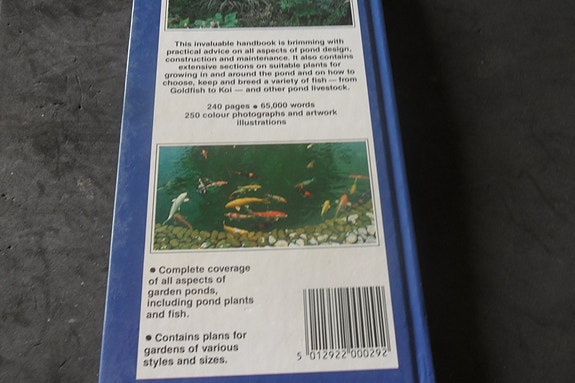 This invaluable handbook is brimming with
practical advice on all aspects of pond design,
construction and maintenance. It also contains
extensive sections on suitable plants for
growing in and around the pond and on how to
choose, keep and breed a variety of fish — from
Goldfish to Koi — and other pond livestock.
240 pages ● 65,000 words
250 colour photographs and artwork
illustrations
● Complete coverage
of all aspects of
garden ponds,
including pond plants
and fish.
● Contains plans for
gardens of various
styles and sizes.
5 012922 000292